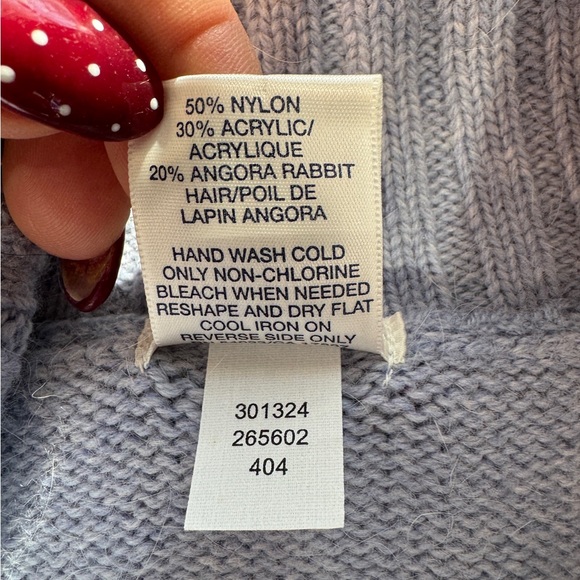 50% NYLON
30% ACRYLIC/
ACRYLIQUE
20% ANGORA RABBIT
HAIR/POIL DE
LAPIN ANGORA
HAND WASH COLD
ONLY NON-CHLORINE
BLEACH WHEN NEEDED
RESHAPE AND DRY FLAT
COOL IRON ON
REVERSE SIDE ONLY
301324
265602
404